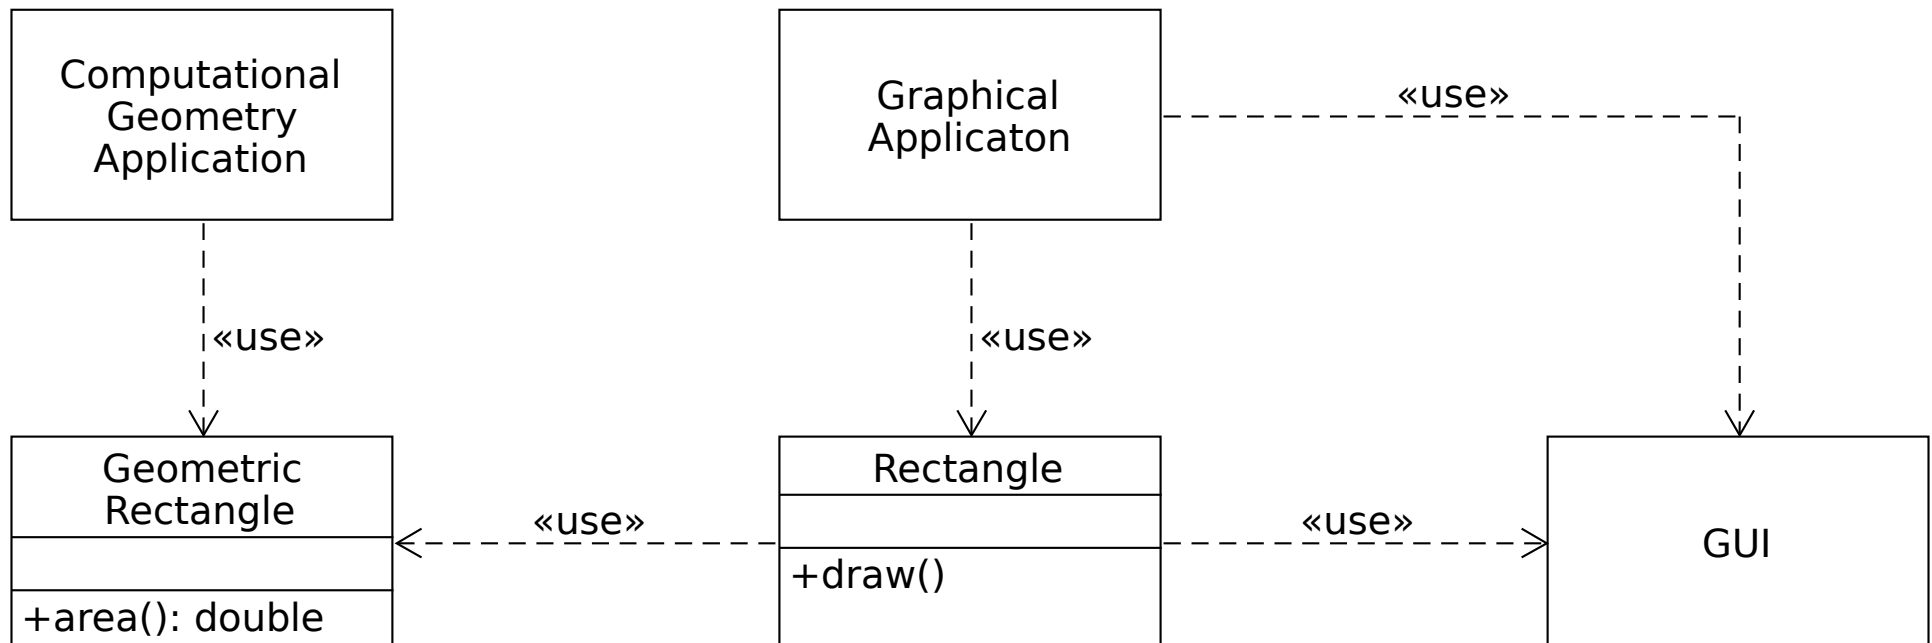 Computational
Geometry
Application
Graphical
Applicaton
«use»
«use»
«use»
Geometric
Rectangle
+area(): double
«use»
Rectangle
+draw()
«use»
GUI